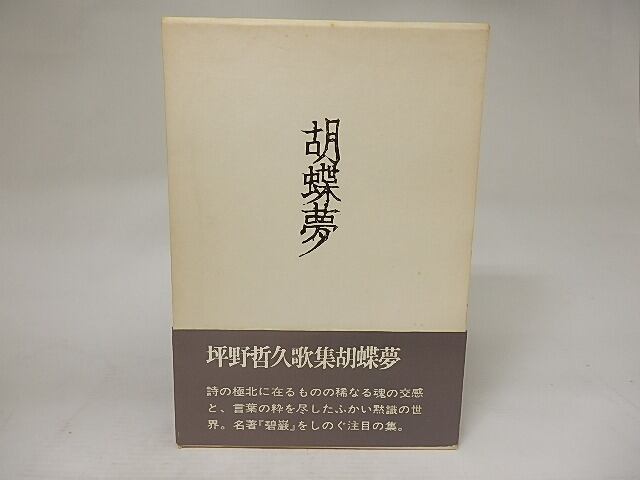 胡蝶夢
坪野哲久歌集胡蝶夢
詩の極北に在るものの稀なる魂の交感
と、言葉の粋を尽したふかい黙識の世
界。名著『碧巌』をしのぐ注目の集。